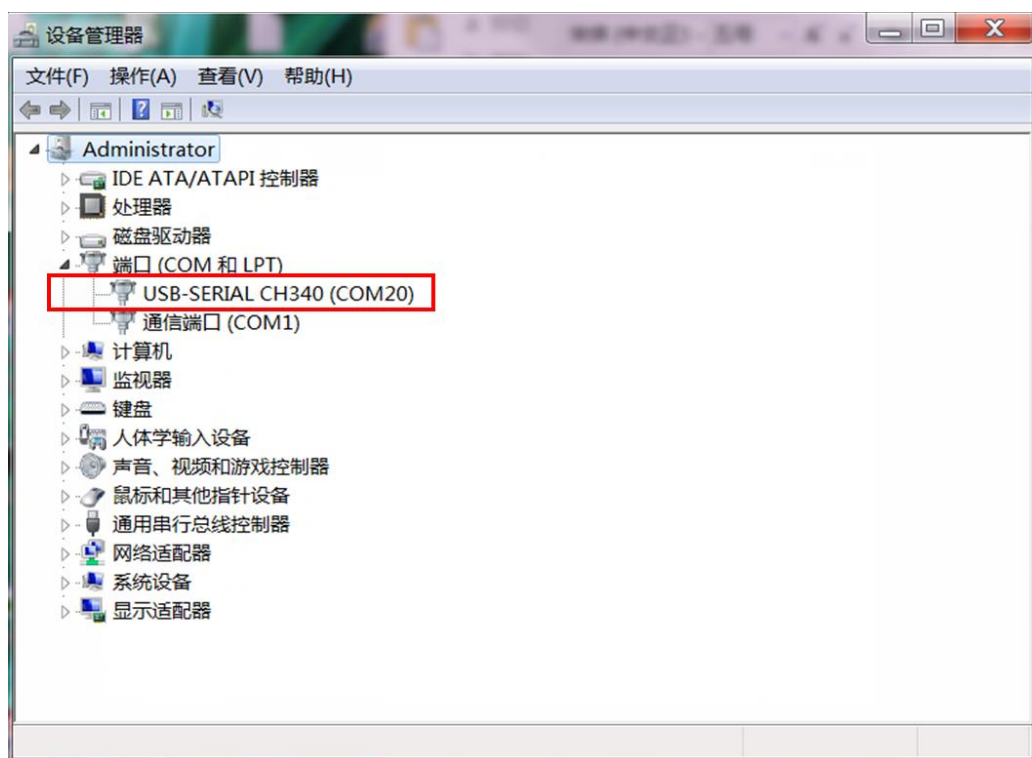 设备管理器
文件(F) 操作(A) 查看(V) 帮助(H)
Administrator
IDE ATA/ATAPI 控制器
处理器
磁盘驱动器
端口 (COM 和 LPT)
USB-SERIAL CH340 (COM20)
通信端口 (COM1)
计算机
监视器
键盘
人体学输入设备
声音、视频和游戏控制器
鼠标和其他指针设备
通用串行总线控制器
网络适配器
系统设备
显示适配器